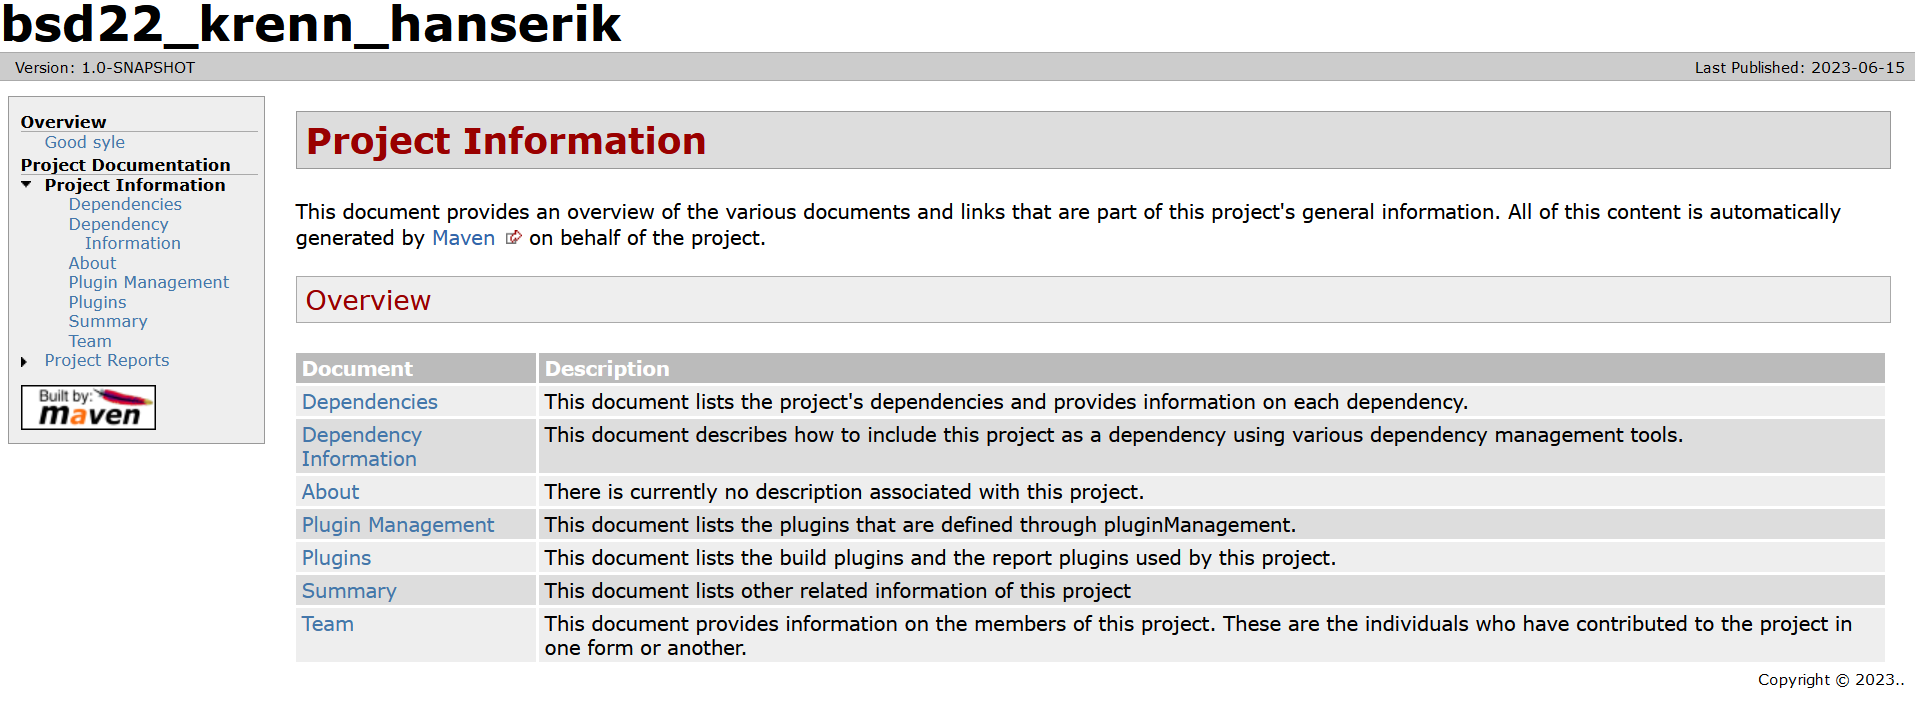 bsd22_krenn_hanserik
Version: 1.0-SNAPSHOT
Last Published: 2023-06-15
Overview
Good syle
Project Documentation
Project Information
Dependencies
Dependency
Information
About
Plugin Management
Plugins
Summary
Team
Project Reports
Built by:
maven
Project Information
This document provides an overview of the various documents and links that are part of this project's general information. All of this content is automatically
generated by Maven on behalf of the project.
Overview
Document Description
Dependencies This document lists the project's dependencies and provides information on each dependency.
Dependency This document describes how to include this project as a dependency using various dependency management tools.
Information
About There is currently no description associated with this project.
Plugin Management This document lists the plugins that are defined through pluginManagement.
Plugins This document lists the build plugins and the report plugins used by this project.
Summary This document lists other related information of this project
Team This document provides information on the members of this project. These are the individuals who have contributed to the project in
one form or another.
Copyright © 2023..